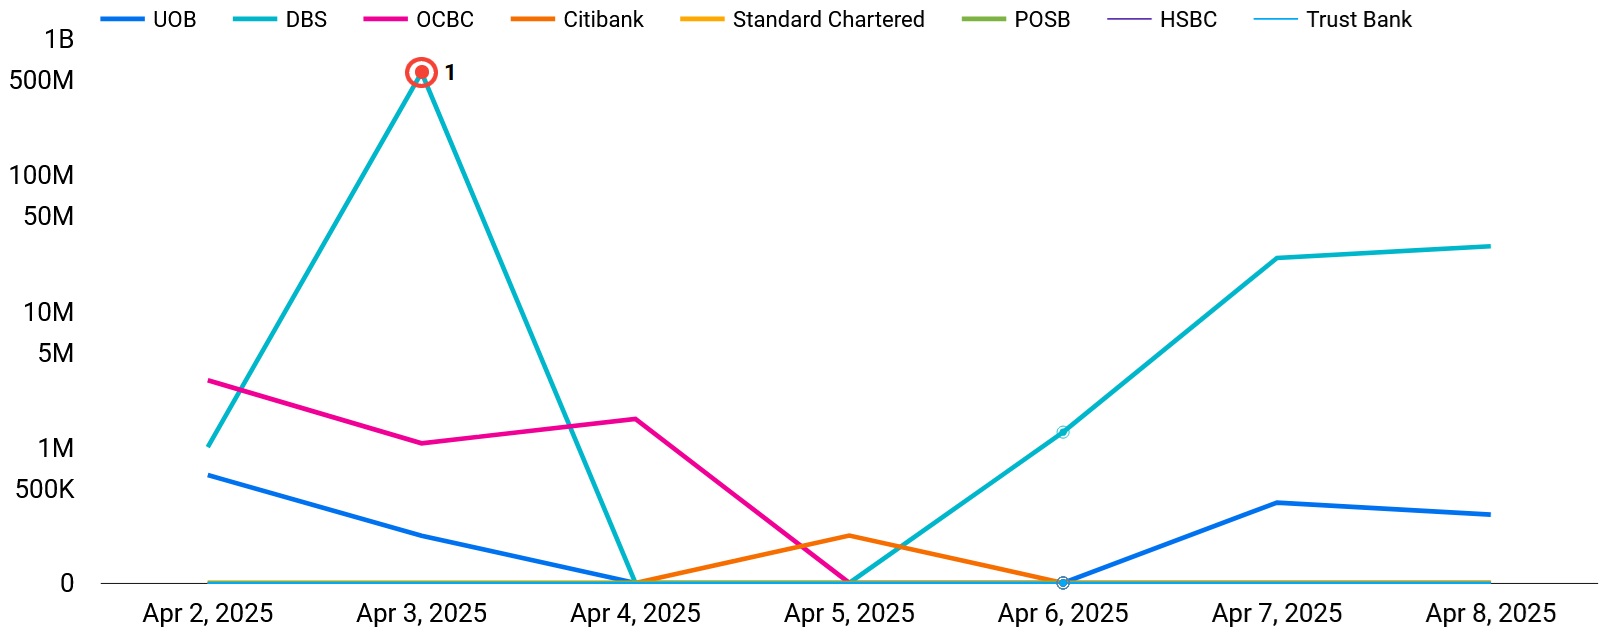 UOB DBS OCBC Citibank Standard Chartered POSB HSBC Trust Bank
1B
500M
1
100M
50M
10M
5M
1M
500K
0
Apr 2, 2025 Apr 3, 2025 Apr 4, 2025 Apr 5, 2025 Apr 6, 2025 Apr 7, 2025 Apr 8, 2025